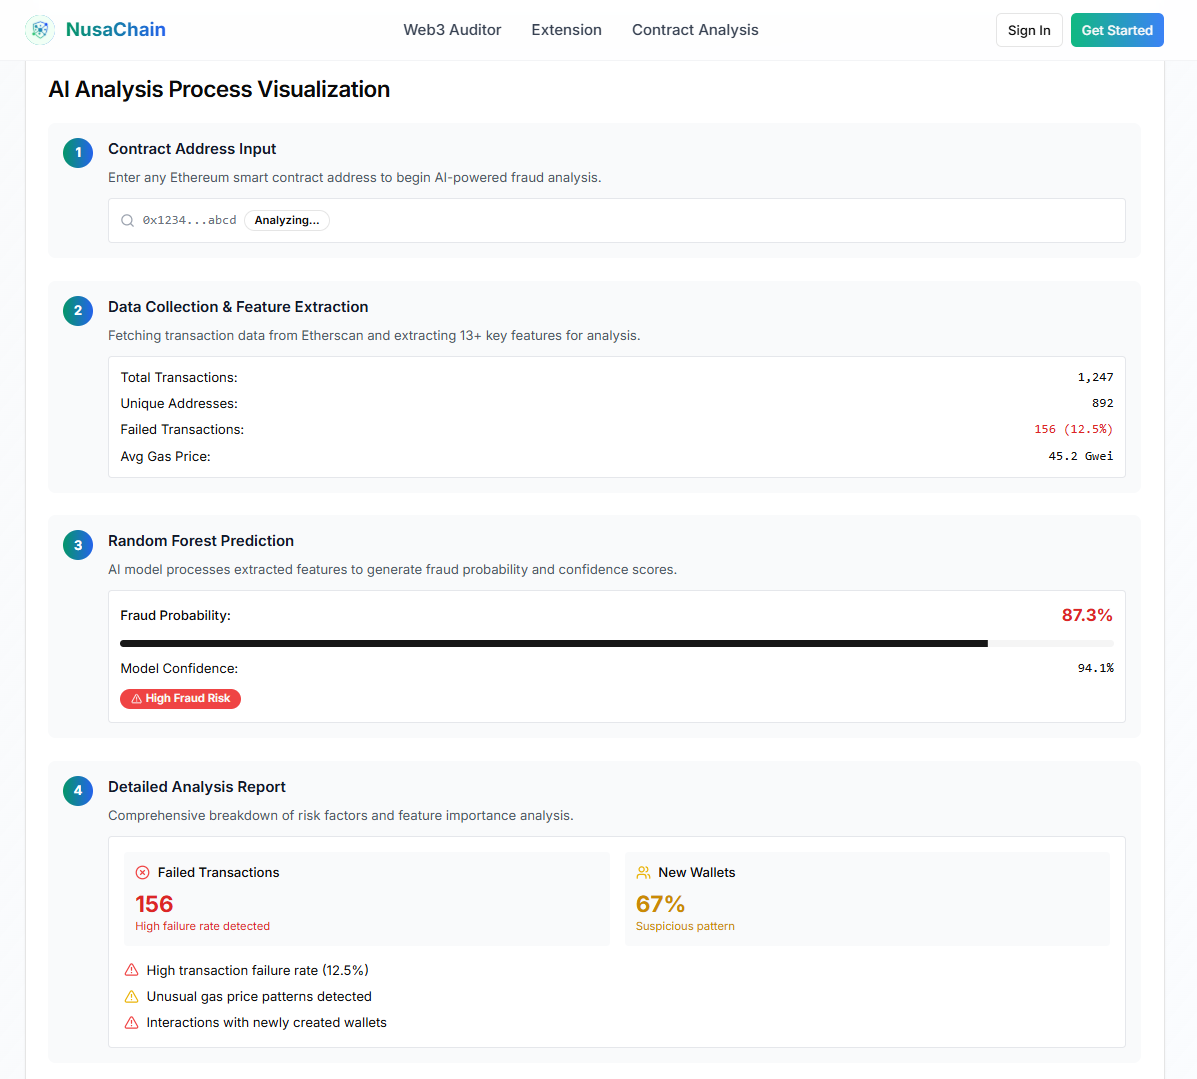 NusaChain
Web3 Auditor
Extension
Contract Analysis
Sign In
Get Started
AI Analysis Process Visualization
1
Contract Address Input
Enter any Ethereum smart contract address to begin AI-powered fraud analysis.
0x1234...abcd
Analyzing...
2
Data Collection & Feature Extraction
Fetching transaction data from Etherscan and extracting 13+ key features for analysis.
Total Transactions: 1,247
Unique Addresses: 892
Failed Transactions: 156 (12.5%)
Avg Gas Price: 45.2 Gwei
3
Random Forest Prediction
AI model processes extracted features to generate fraud probability and confidence scores.
Fraud Probability: 87.3%
Model Confidence: 94.1%
High Fraud Risk
4
Detailed Analysis Report
Comprehensive breakdown of risk factors and feature importance analysis.
Failed Transactions
156
High failure rate detected
New Wallets
67%
Suspicious pattern
High transaction failure rate (12.5%)
Unusual gas price patterns detected
Interactions with newly created wallets